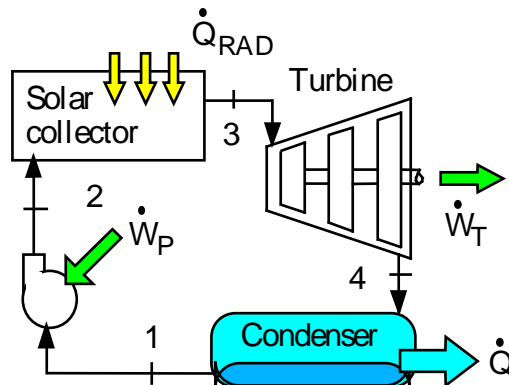 Q̇RAD
Turbine
Solar
collector
3
2
ẆP
ẆT
4
1
Condenser
Q̇